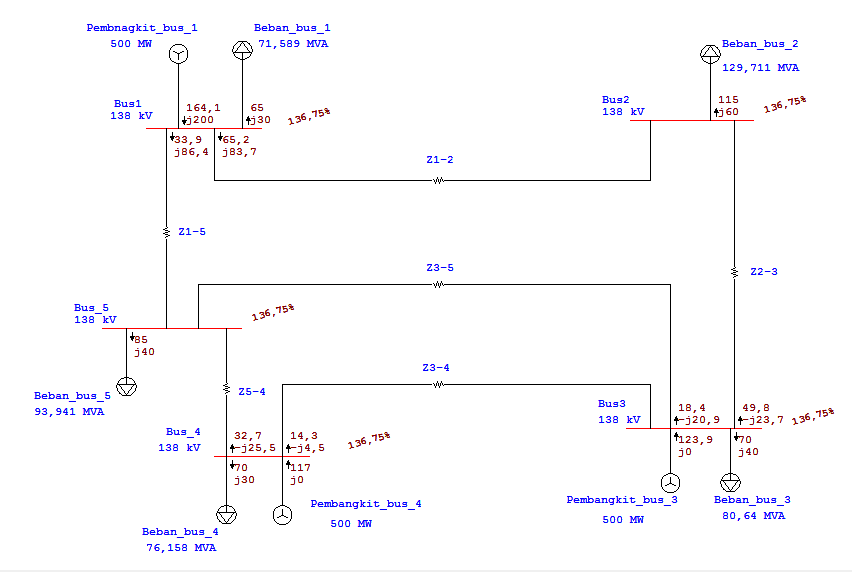 Pembnagkit_bus_1
500 MW
Beban_bus_1
71,589 MVA
Beban_bus_2
129,711 MVA
Bus1
138 kV
164,1
j200
65
j30
136,75%
33,9
j86,4
65,2
j83,7
Bus2
138 kV
115
j60
136,75%
Z1-2
Z1-5
Z3-5
Z2-3
Bus_5
138 kV
136,75%
85
j40
Beban_bus_5
93,941 MVA
Z5-4
Z3-4
Bus_4
138 kV
32,7
-j25,5
14,3
-j4,5
136,75%
70
j30
117
j0
Beban_bus_4
76,158 MVA
Pembangkit_bus_4
500 MW
Bus3
138 kV
18,4
-j20,9
49,8
-j23,7
136,75%
123,9
j0
70
j40
Pembangkit_bus_3
500 MW
Beban_bus_3
80,64 MVA